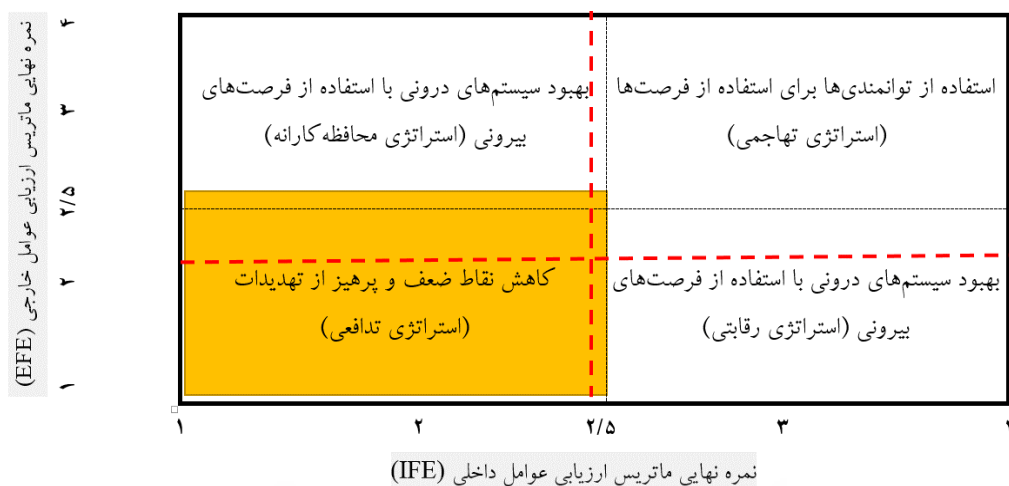 نمره نهایی ماتریس ارزیابی عوامل خارجی (EFE)
۴
۳
۲/۵
۲
۱
استفاده از توانمندی‌ها برای استفاده از فرصت‌ها
(استراتژی تهاجمی)
بهبود سیستم‌های درونی با استفاده از فرصت‌های
بیرونی (استراتژی محافظه‌کارانه)
بهبود سیستم‌های درونی با استفاده از فرصت‌های
بیرونی (استراتژی رقابتی)
کاهش نقاط ضعف و پرهیز از تهدیدات
(استراتژی تدافعی)
۱ ۲ ۲/۵ ۳
نمره نهایی ماتریس ارزیابی عوامل داخلی (IFE)